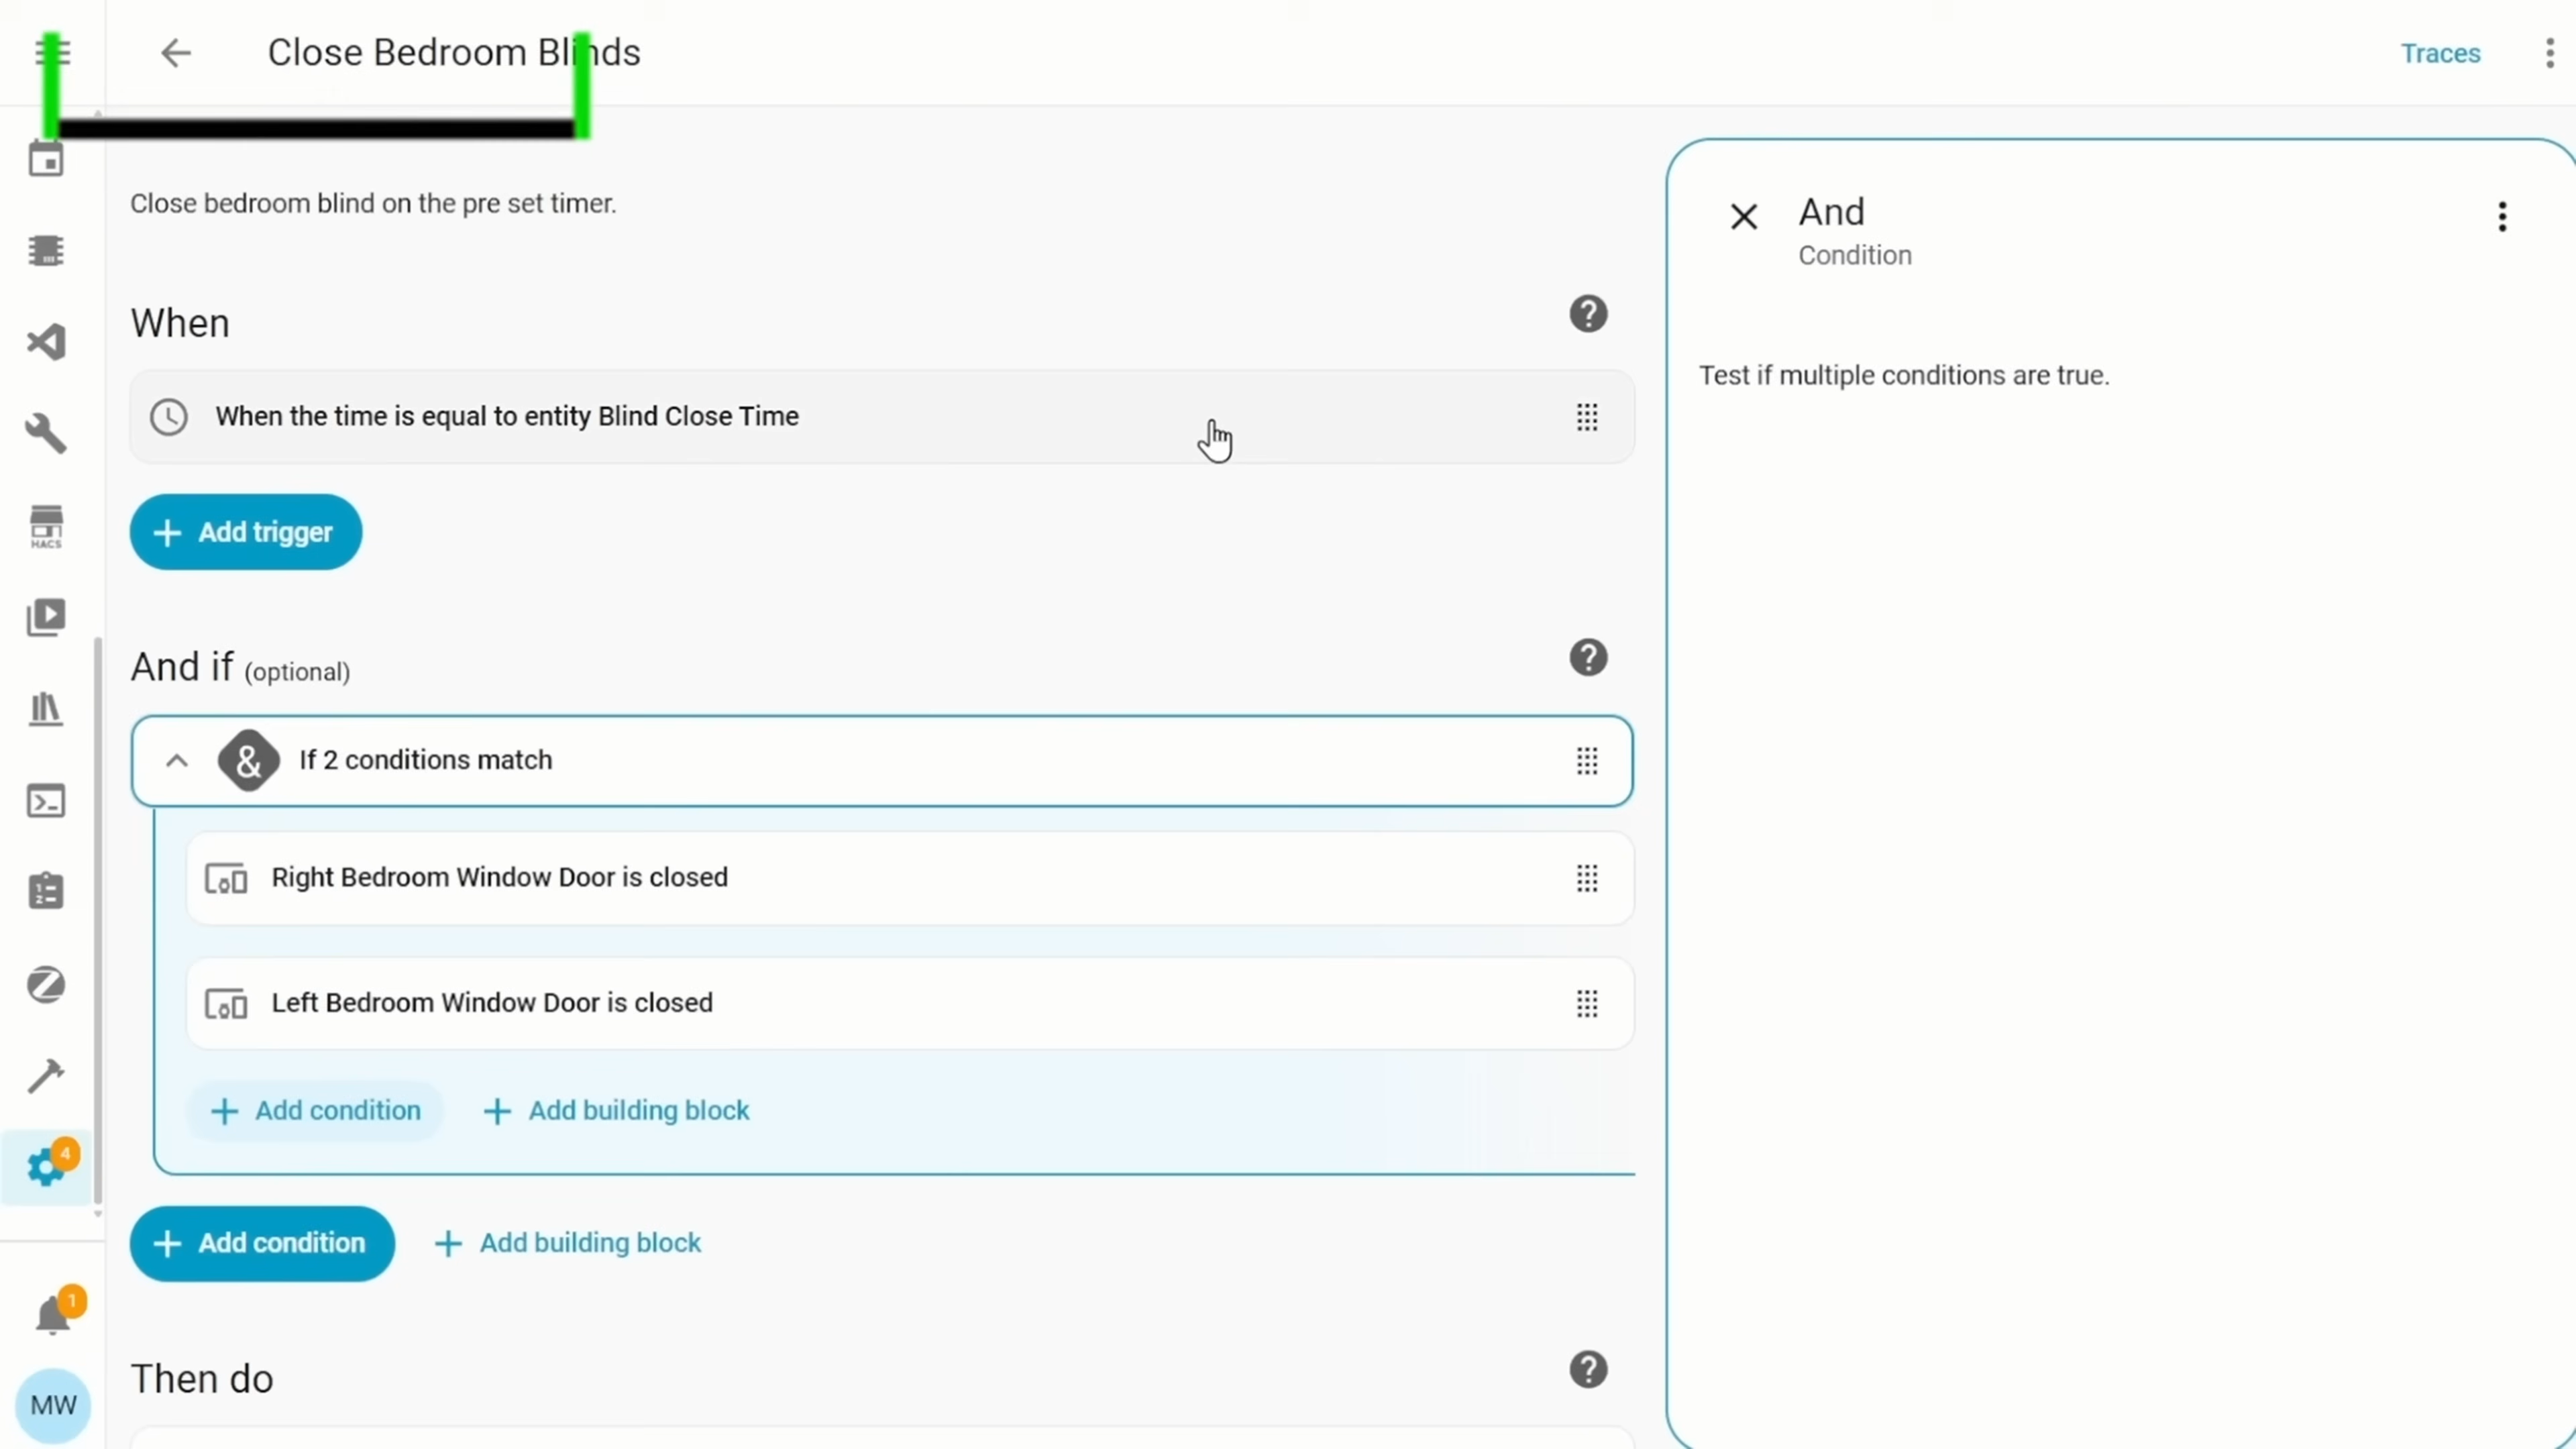 Close Bedroom Blinds
Traces
Close bedroom blind on the pre set timer.
When
When the time is equal to entity Blind Close Time
Add trigger
And if (optional)
& If 2 conditions match
Right Bedroom Window Door is closed
Left Bedroom Window Door is closed
Add condition
Add building block
Add condition
Add building block
Then do
And
Condition
Test if multiple conditions are true.
HACS
4
1
MW